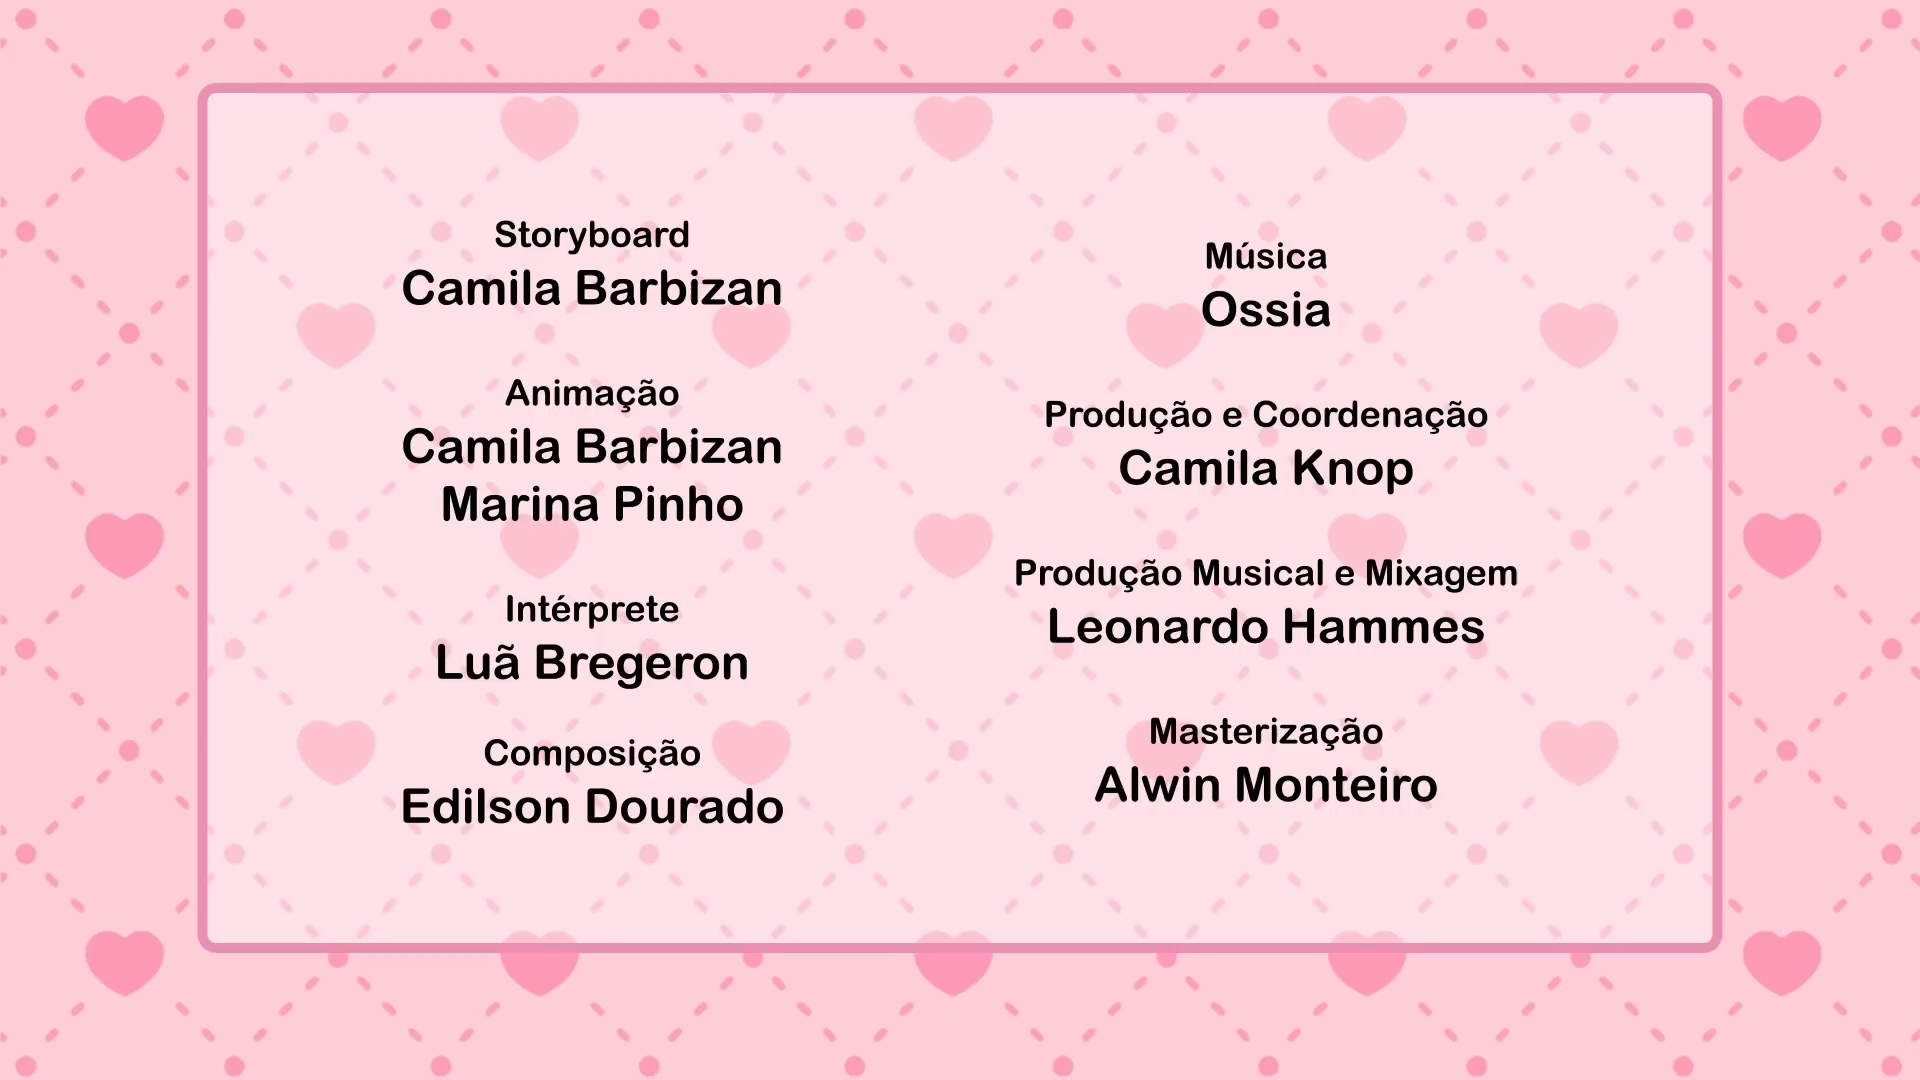 Storyboard
Camila Barbizan
Animação
Camila Barbizan
Marina Pinho
Intérprete
Luã Bregeron
Composição
Edilson Dourado
Música
Ossia
Produção e Coordenação
Camila Knop
Produção Musical e Mixagem
Leonardo Hammes
Masterização
Alwin Monteiro